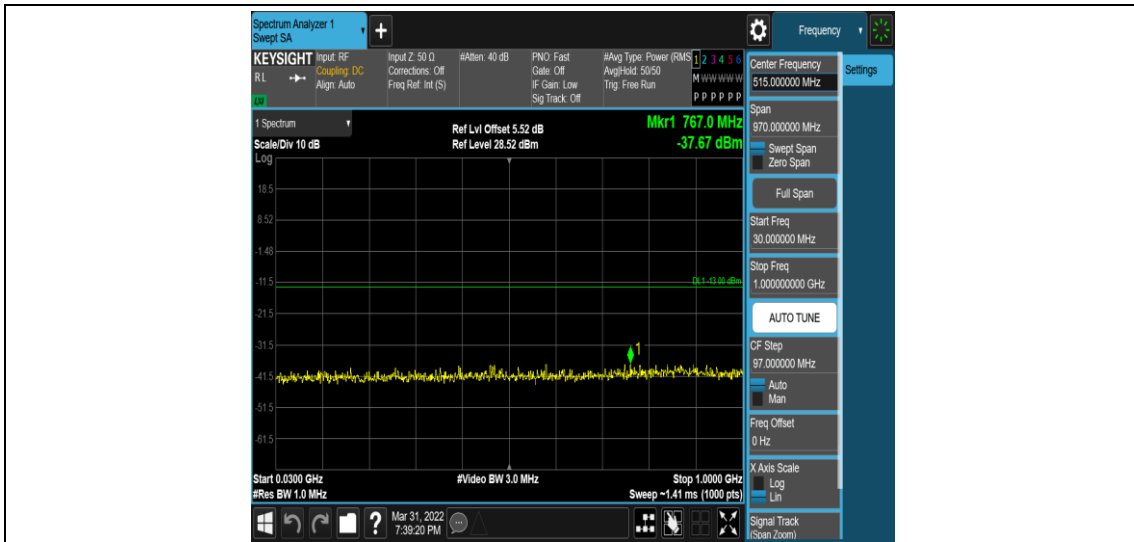 Spectrum Analyzer 1
Swept SA
Frequency
KEYSIGHT
RL
LXI
Input: RF
Coupling: DC
Align: Auto
Input Z: 50 Ω
Corrections: Off
Freq Ref: Int (S)
#Atten: 40 dB
PNO: Fast
Gate: Off
IF Gain: Low
Sig Track: Off
#Avg Type: Power (RMS
Avg|Hold: 50/50
Trig: Free Run
1 2 3 4 5 6
M W W W W W
P P P P P P
Center Frequency
515.000000 MHz
Settings
1 Spectrum
Scale/Div 10 dB
Ref Lvl Offset 5.52 dB
Ref Level 28.52 dBm
Mkr1 767.0 MHz
-37.67 dBm
Span
970.000000 MHz
Swept Span
Zero Span
Full Span
Start Freq
30.000000 MHz
Stop Freq
1.000000000 GHz
AUTO TUNE
CF Step
97.000000 MHz
Auto
Man
Freq Offset
0 Hz
X Axis Scale
Log
Lin
Signal Track
(Span Zoom)
Log
18.5
8.52
-1.48
-11.5
DL1 -13.00 dBm
-21.5
-31.5
1
-41.5
-51.5
-61.5
Start 0.0300 GHz
#Res BW 1.0 MHz
#Video BW 3.0 MHz
Stop 1.0000 GHz
Sweep ~1.41 ms (1000 pts)
?
Mar 31, 2022
7:39:20 PM